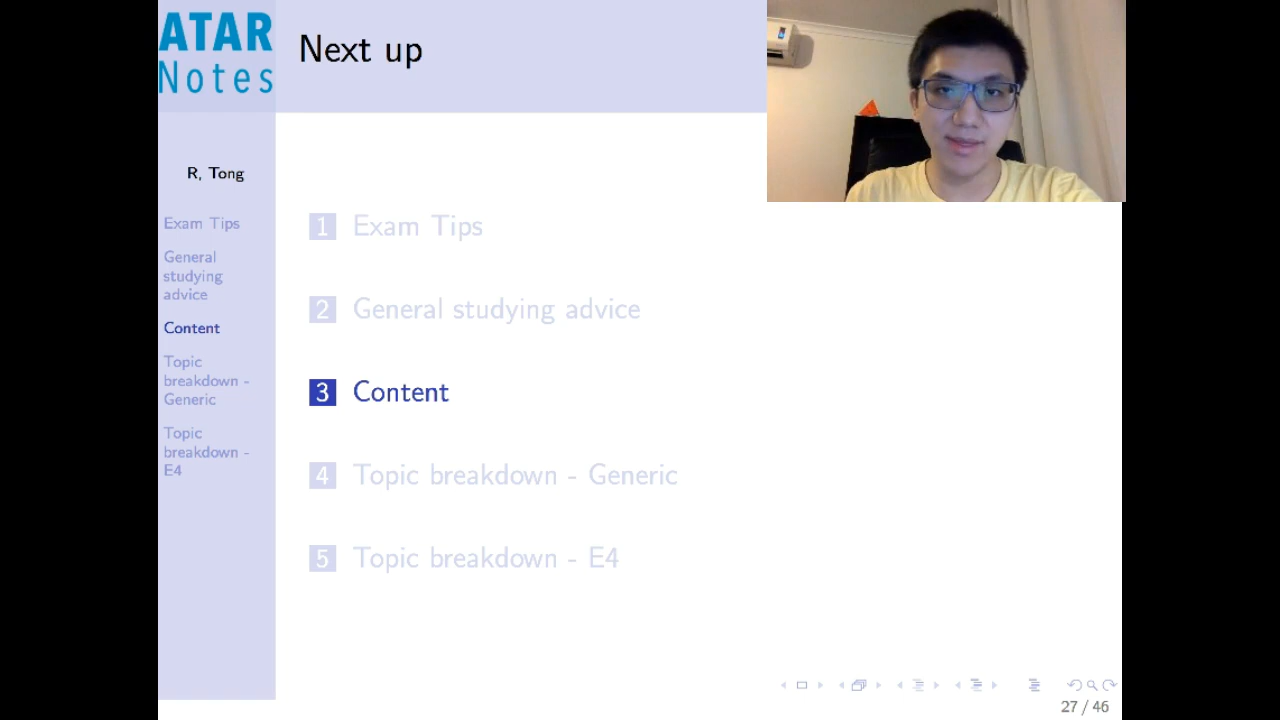 ATAR
Notes
Next up
R, Tong
Exam Tips
General
studying
advice
Content
Topic
breakdown -
Generic
Topic
breakdown -
E4
1 Exam Tips
2 General studying advice
3 Content
4 Topic breakdown - Generic
5 Topic breakdown - E4
27 / 46